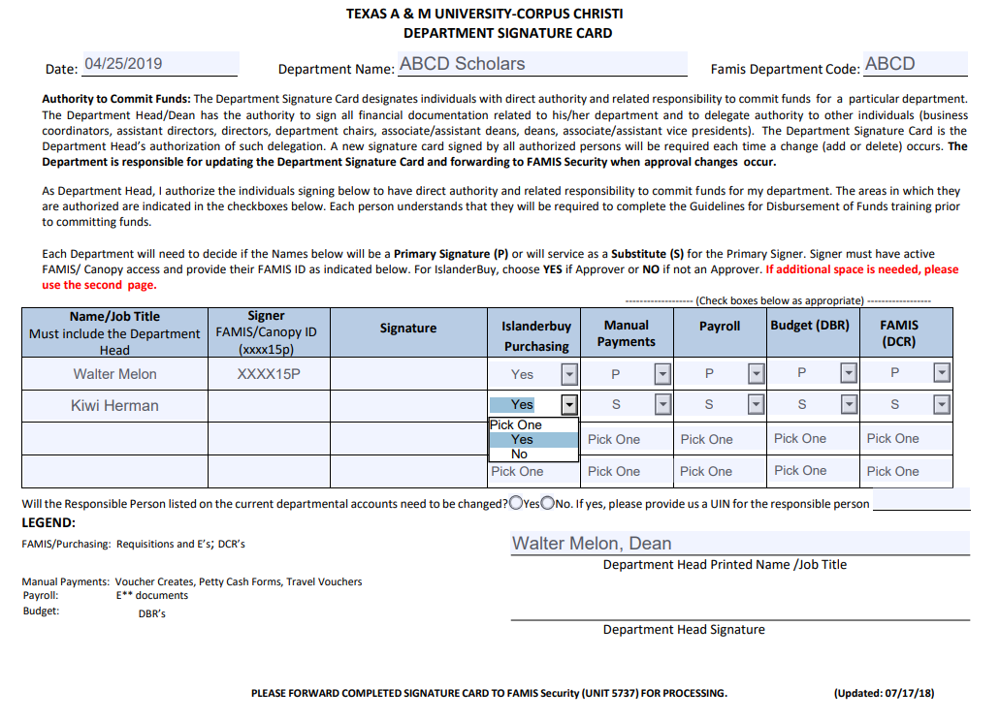 TEXAS A & M UNIVERSITY-CORPUS CHRISTI
DEPARTMENT SIGNATURE CARD
Date: 04/25/2019 Department Name: ABCD Scholars Famis Department Code: ABCD
Authority to Commit Funds: The Department Signature Card designates individuals with direct authority and related responsibility to commit funds for a particular department.
The Department Head/Dean has the authority to sign all financial documentation related to his/her department and to delegate authority to other individuals (business
coordinators, assistant directors, directors, department chairs, associate/assistant deans, deans, associate/assistant vice presidents). The Department Signature Card is the
Department Head's authorization of such delegation. A new signature card signed by all authorized persons will be required each time a change (add or delete) occurs. The
Department is responsible for updating the Department Signature Card and forwarding to FAMIS Security when approval changes occur.
As Department Head, I authorize the individuals signing below to have direct authority and related responsibility to commit funds for my department. The areas in which they
are authorized are indicated in the checkboxes below. Each person understands that they will be required to complete the Guidelines for Disbursement of Funds training prior
to committing funds.
Each Department will need to decide if the Names below will be a Primary Signature (P) or will service as a Substitute (S) for the Primary Signer. Signer must have active
FAMIS/ Canopy access and provide their FAMIS ID as indicated below. For IslanderBuy, choose YES if Approver or NO if not an Approver. If additional space is needed, please
use the second page.
------------------- (Check boxes below as appropriate) ------------------
Name/Job Title
Must include the Department
Head
Signer
FAMIS/Canopy ID
(xxxx15p)
Signature
Islanderbuy
Purchasing
Manual
Payments
Payroll
Budget (DBR)
FAMIS
(DCR)
Walter Melon XXXX15P Yes P P P P
Kiwi Herman Yes S S S S
Pick One
Yes
No
Pick One Pick One Pick One Pick One
Pick One Pick One Pick One Pick One Pick One
Will the Responsible Person listed on the current departmental accounts need to be changed? Yes No. If yes, please provide us a UIN for the responsible person
LEGEND:
FAMIS/Purchasing: Requisitions and E's; DCR's
Manual Payments: Voucher Creates, Petty Cash Forms, Travel Vouchers
Payroll: E** documents
Budget: DBR's
Walter Melon, Dean
Department Head Printed Name /Job Title
Department Head Signature
PLEASE FORWARD COMPLETED SIGNATURE CARD TO FAMIS Security (UNIT 5737) FOR PROCESSING. (Updated: 07/17/18)